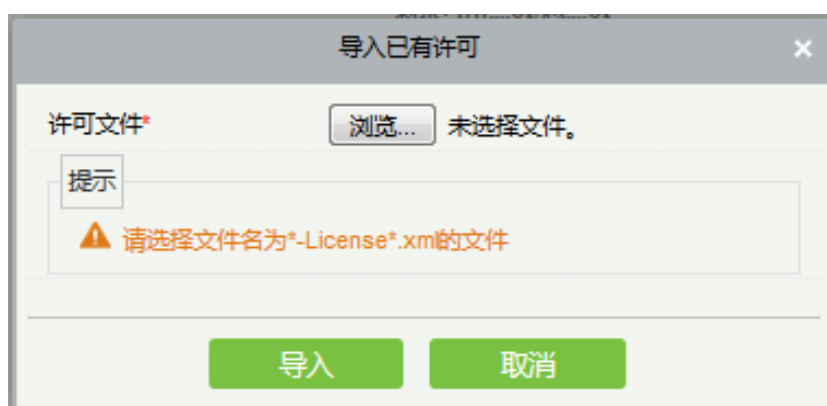 导入已有许可 ×
许可文件* 浏览... 未选择文件。
提示
请选择文件名为*-License*.xml的文件
导入 取消